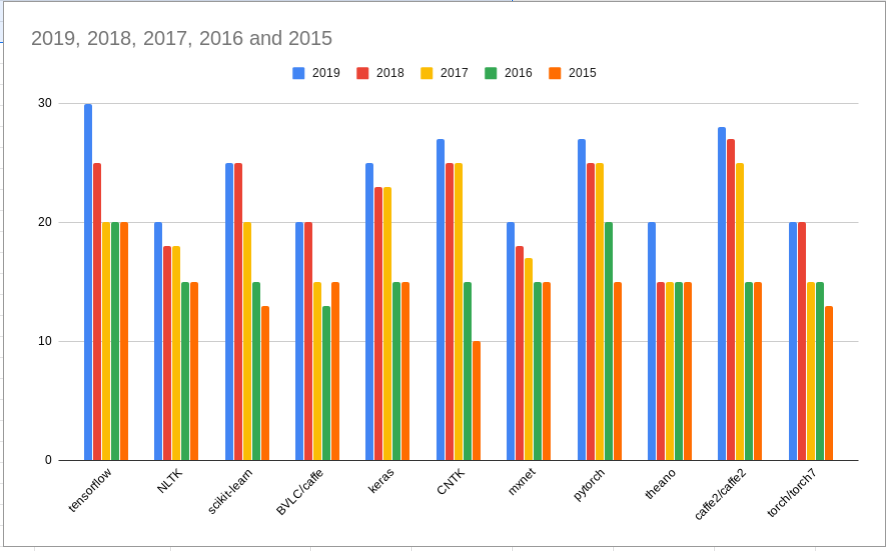 2019, 2018, 2017, 2016 and 2015
2019 2018 2017 2016 2015
30
20
10
0
tensorflow NLTK scikit-learn BVLC/caffe keras CNTK mxnet pytorch theano caffe2/caffe2 torch/torch7